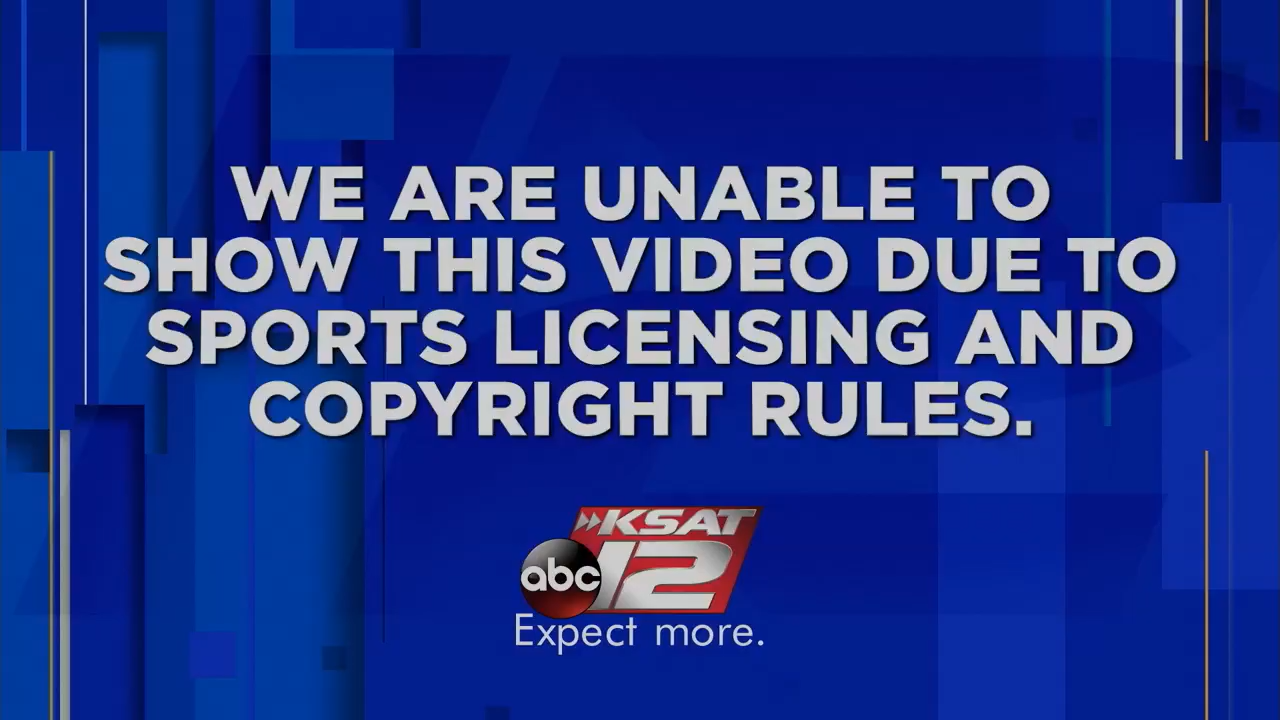 WE ARE UNABLE TO
SHOW THIS VIDEO DUE TO
SPORTS LICENSING AND
COPYRIGHT RULES.
KSAT
abc 12
Expect more.